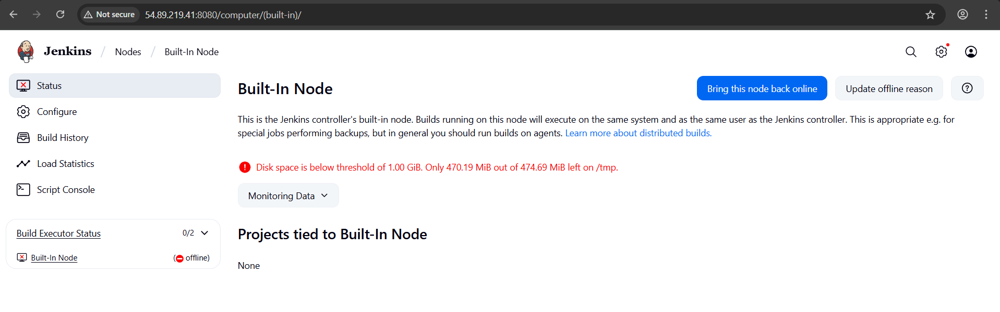 Not secure 54.89.219.41:8080/computer/(built-in)/
Jenkins / Nodes / Built-In Node
Status
Configure
Build History
Load Statistics
Script Console
Build Executor Status 0/2
Built-In Node (offline)
Built-In Node
Bring this node back online
Update offline reason
This is the Jenkins controller's built-in node. Builds running on this node will execute on the same system and as the same user as the Jenkins controller. This is appropriate e.g. for
special jobs performing backups, but in general you should run builds on agents. Learn more about distributed builds.
Disk space is below threshold of 1.00 GiB. Only 470.19 MiB out of 474.69 MiB left on /tmp.
Monitoring Data
Projects tied to Built-In Node
None